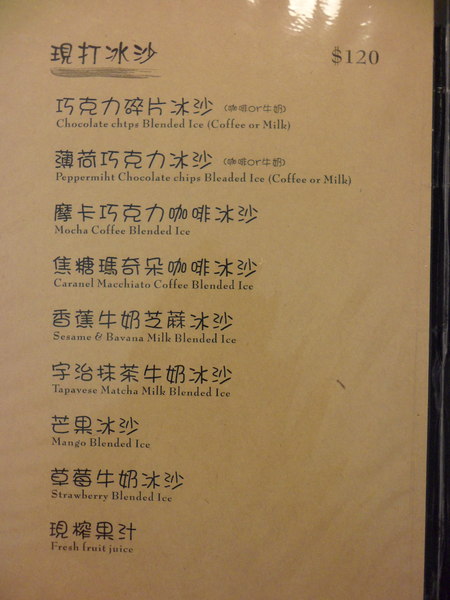 現打冰沙 $120
巧克力碎片冰沙 (咖啡or牛奶)
Chocolate chtps Blended Ice (Coffee or Milk)
薄荷巧克力冰沙 (咖啡or牛奶)
Peppermiht Chocolate chips Bleaded Ice (Coffee or Milk)
摩卡巧克力咖啡冰沙
Mocha Coffee Blended Ice
焦糖瑪奇朵咖啡冰沙
Caranel Macchiato Coffee Blended Ice
香蕉牛奶芝蔴冰沙
Sesame & Bavana Milk Blended Ice
宇治抹茶牛奶冰沙
Tapavese Matcha Milk Blended Ice
芒果冰沙
Mango Blended Ice
草莓牛奶冰沙
Strawberry Blended Ice
現榨果汁
Fresh fruit juice